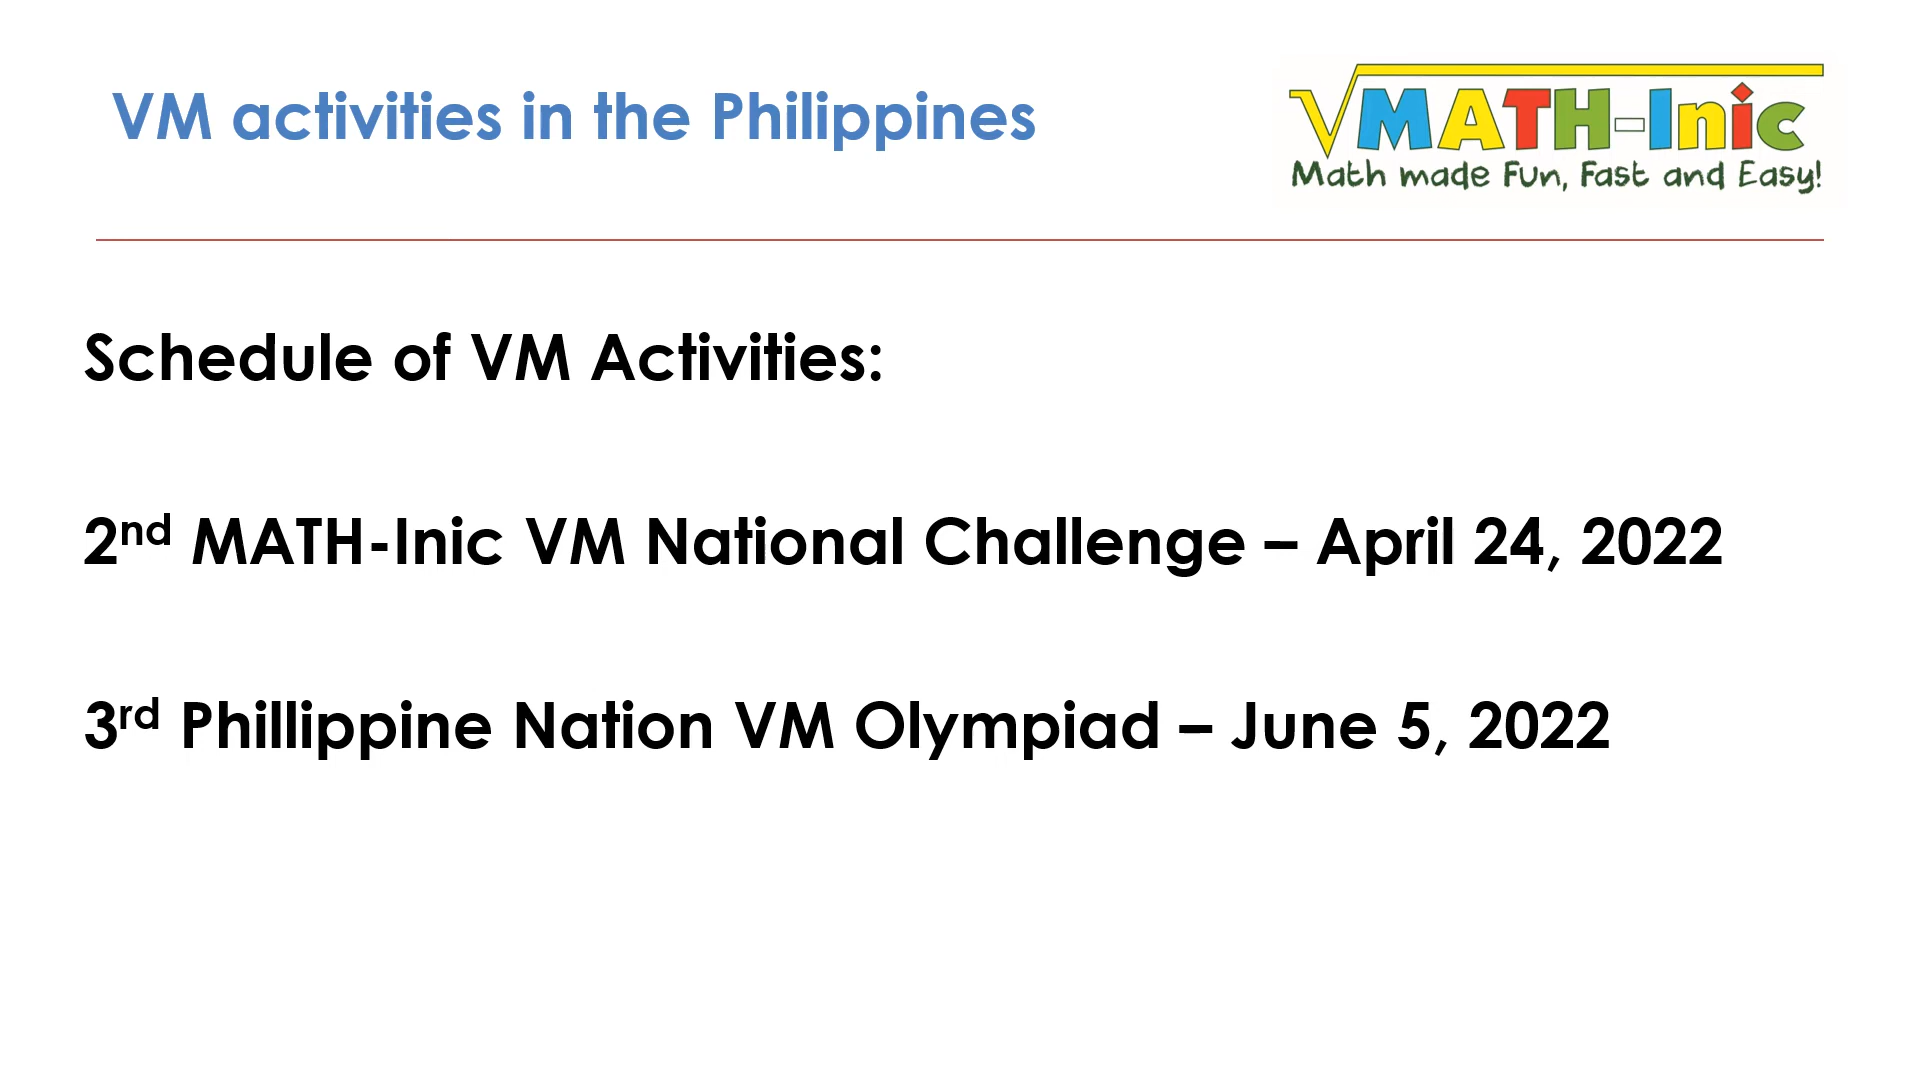 VM activities in the Philippines
MATH-Inic
Math made Fun, Fast and Easy!
Schedule of VM Activities:
2nd MATH-Inic VM National Challenge – April 24, 2022
3rd Phillippine Nation VM Olympiad – June 5, 2022